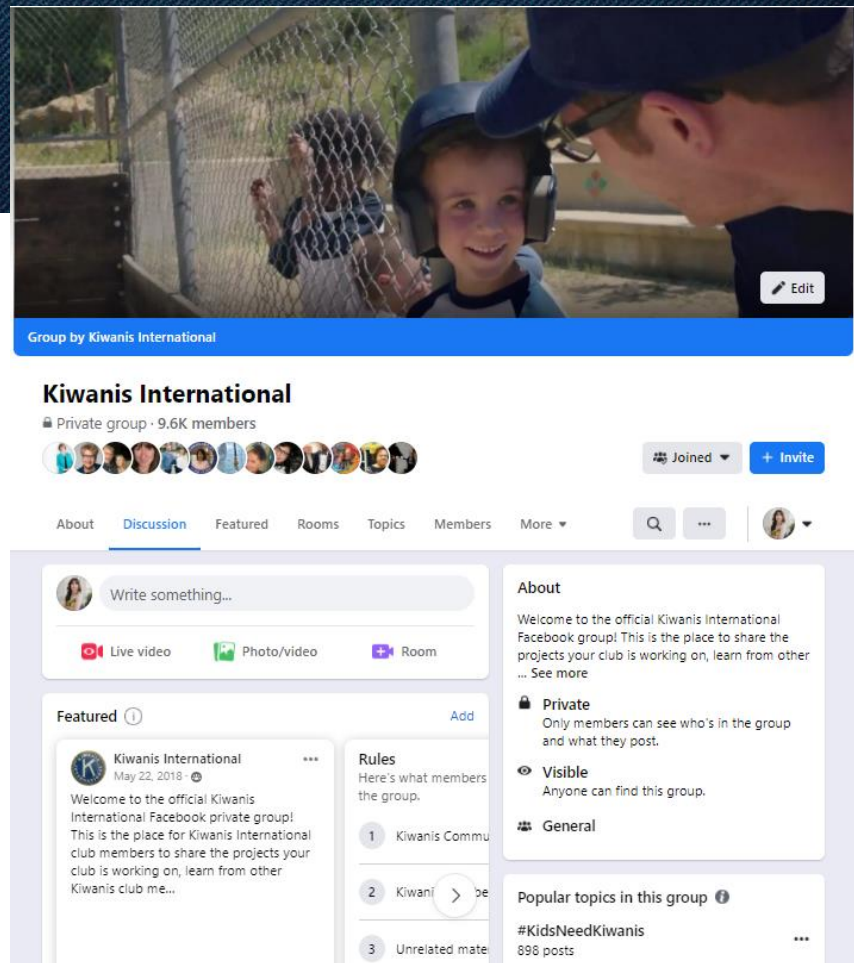 Edit
Group by Kiwanis International
Kiwanis International
Private group · 9.6K members
Joined
+ Invite
About
Discussion
Featured
Rooms
Topics
Members
More
Write something...
Live video
Photo/video
Room
Featured
Add
Kiwanis International
May 22, 2018 ·
Welcome to the official Kiwanis
International Facebook private group!
This is the place for Kiwanis International
club members to share the projects your
club is working on, learn from other
Kiwanis club me...
Rules
Here's what members
the group.
1 Kiwanis Commu
2 Kiwani
3 Unrelated mate
About
Welcome to the official Kiwanis International
Facebook group! This is the place to share the
projects your club is working on, learn from other
... See more
Private
Only members can see who's in the group
and what they post.
Visible
Anyone can find this group.
General
Popular topics in this group
#KidsNeedKiwanis
898 posts